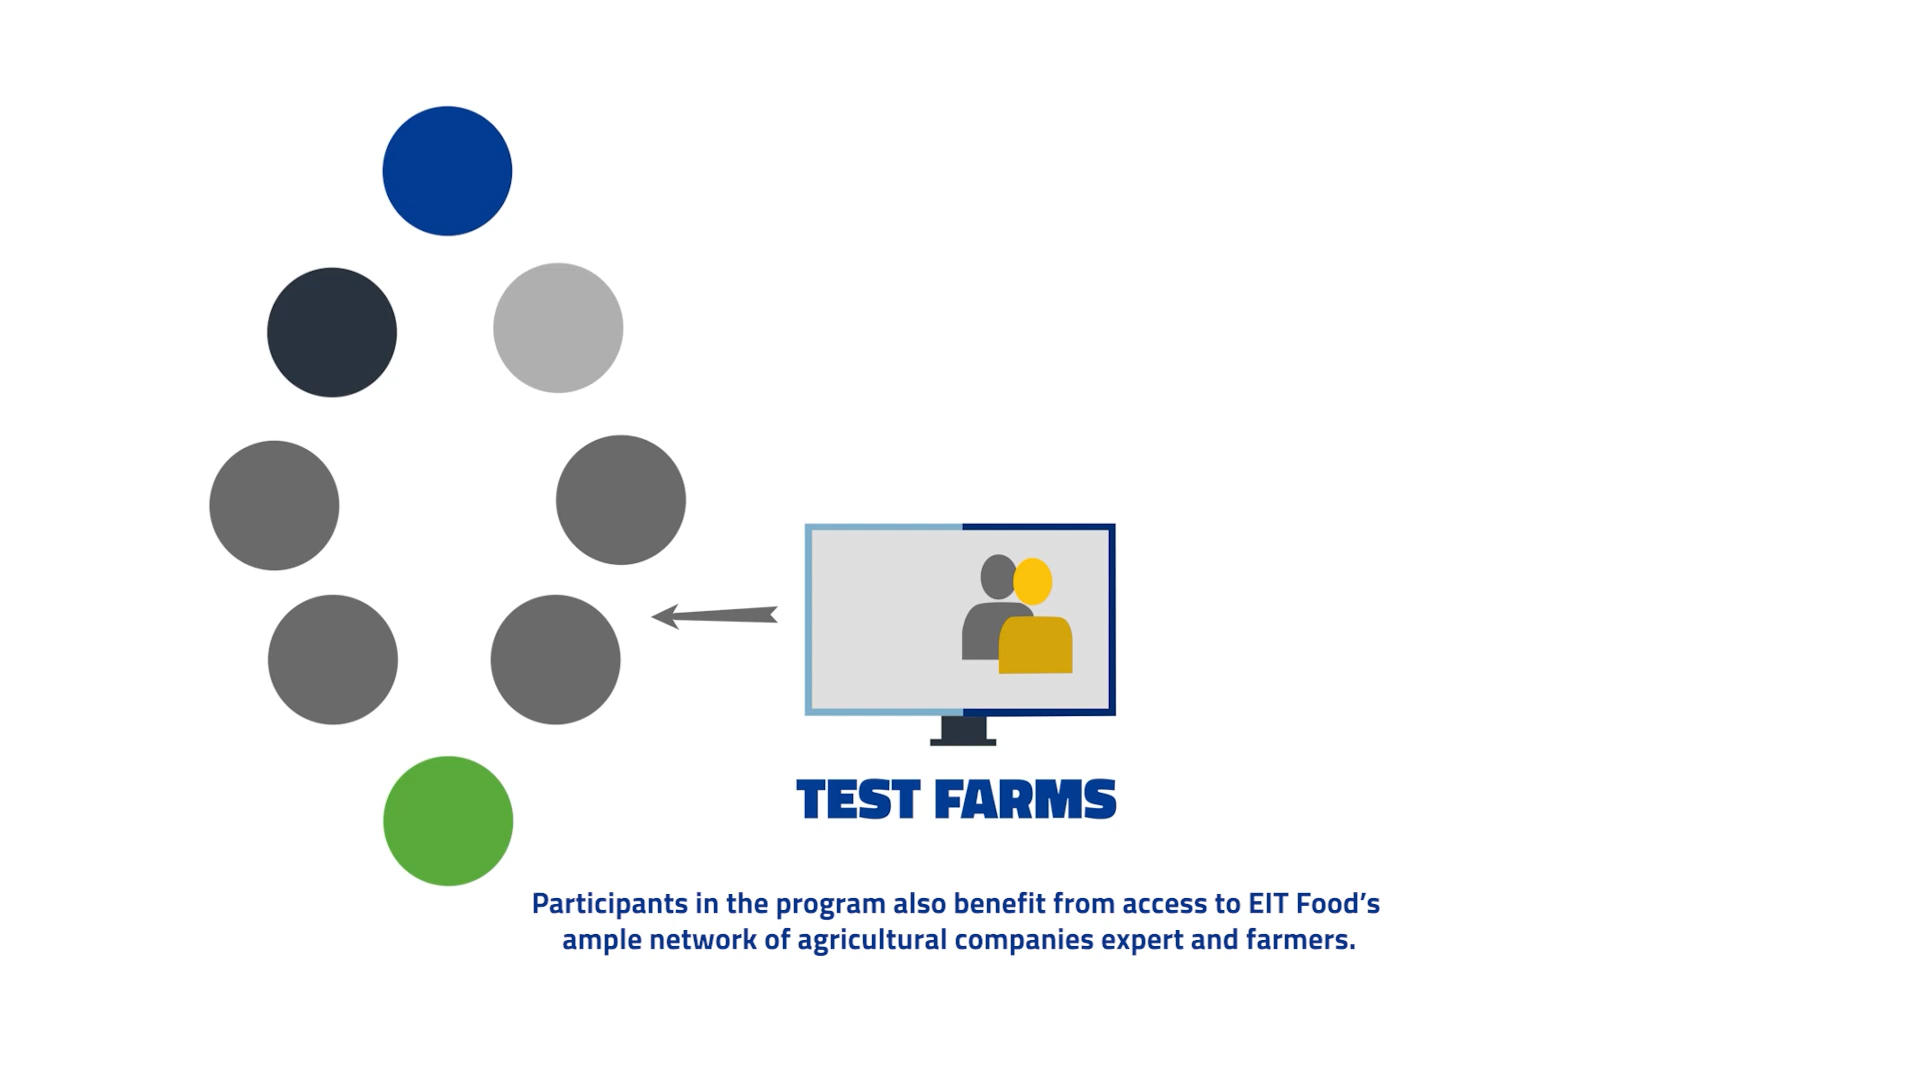 TEST FARMS
Participants in the program also benefit from access to EIT Food’s
ample network of agricultural companies expert and farmers.